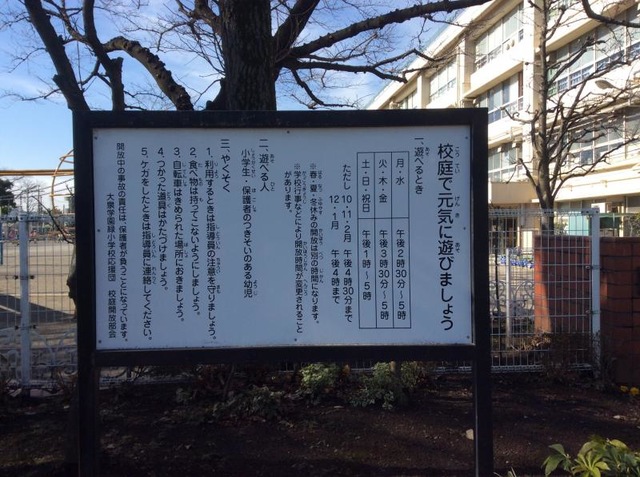 校庭で元気に遊びましょう
一、遊べるとき
月・水 午後2時30分〜5時
火・木・金 午後3時30分〜5時
土・日・祝日 午後1時〜5時
ただし 10・11・2月 午後4時30分まで
12・1月 午後4時まで
※春・夏・冬休みの開放は別の時間になります。
※学校行事などにより開放時間が変更されること
があります。
二、遊べる人
小学生・保護者のつきそいのある幼児
三、やくそく
1．利用するときは指導員の注意を守りましょう。
2．食べ物は持ってこないようにしましょう。
3．自転車はきめられた場所におきましょう。
4．つかった道具はかたづけましょう。
5．ケガをしたときは指導員に連絡してください。
開放中の事故の責任は、保護者が負うことになっています。
大泉学園緑小学校応援団 校庭開放部会